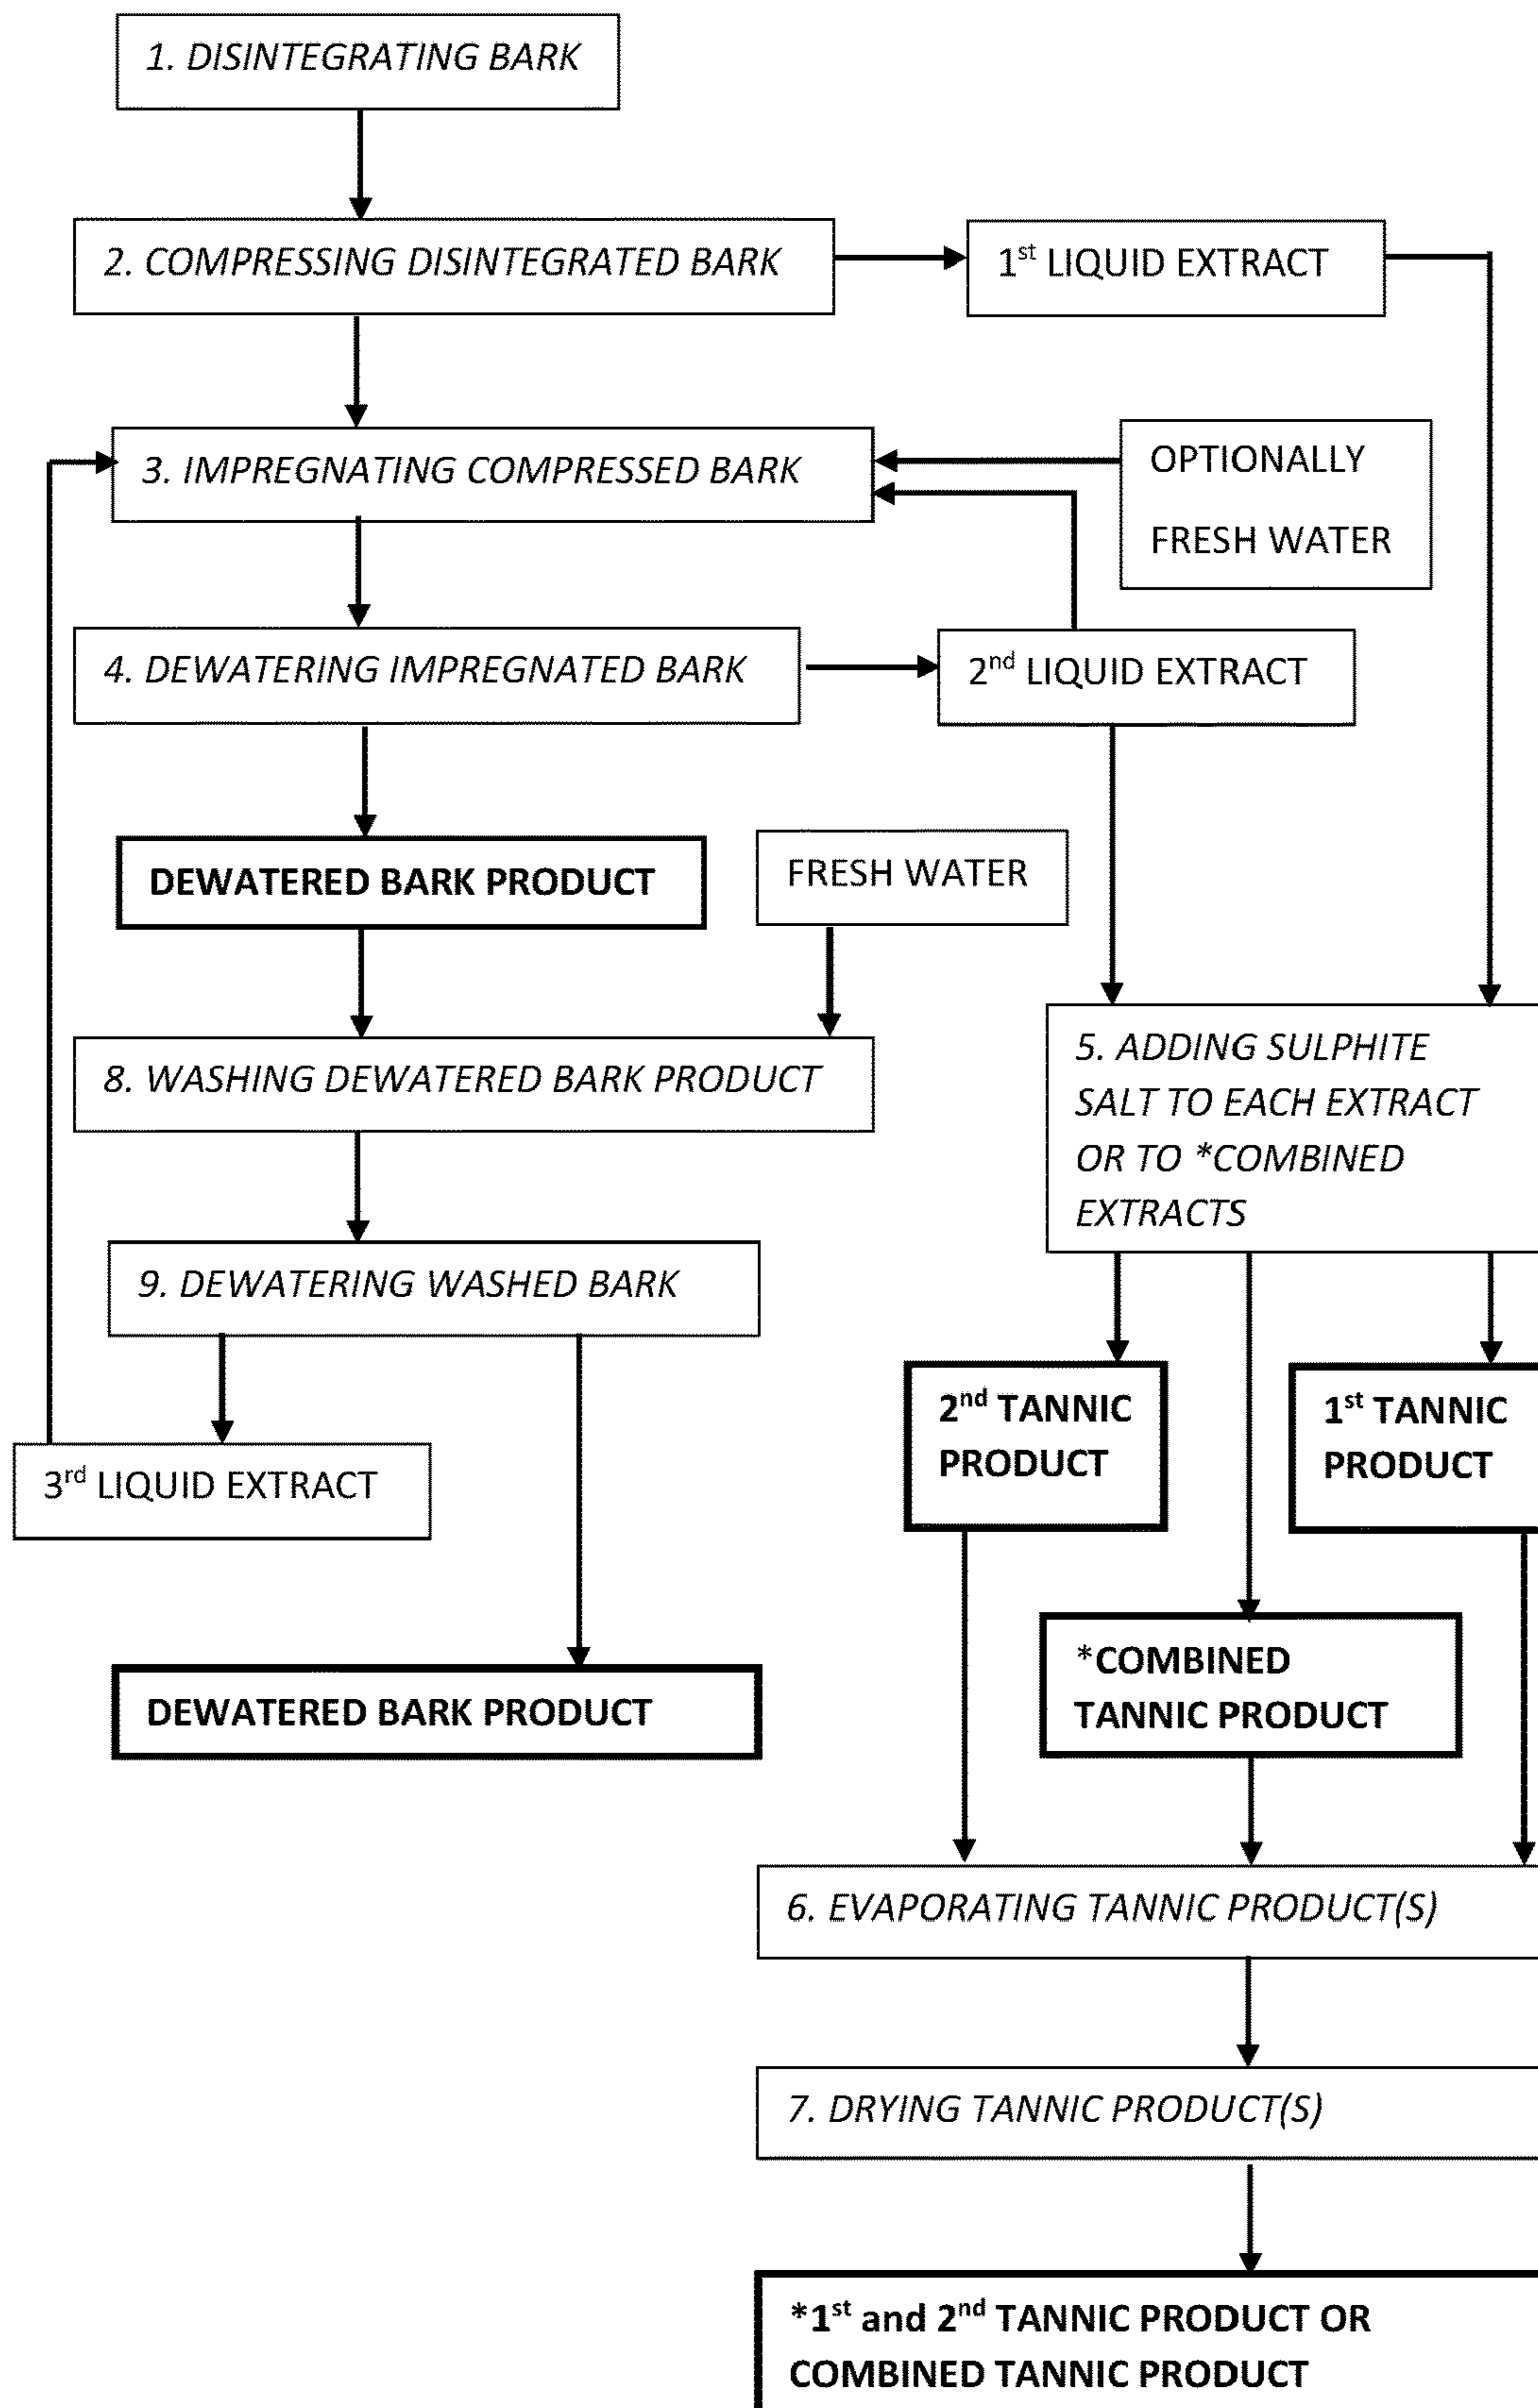 1. DISINTEGRATING BARK
2. COMPRESSING DISINTEGRATED BARK
1st LIQUID EXTRACT
3. IMPREGNATING COMPRESSED BARK
OPTIONALLY
FRESH WATER
4. DEWATERING IMPREGNATED BARK
2nd LIQUID EXTRACT
DEWATERED BARK PRODUCT
FRESH WATER
8. WASHING DEWATERED BARK PRODUCT
5. ADDING SULPHITE
SALT TO EACH EXTRACT
OR TO *COMBINED
EXTRACTS
9. DEWATERING WASHED BARK
2nd TANNIC
PRODUCT
1st TANNIC
PRODUCT
3rd LIQUID EXTRACT
*COMBINED
TANNIC PRODUCT
DEWATERED BARK PRODUCT
6. EVAPORATING TANNIC PRODUCT(S)
7. DRYING TANNIC PRODUCT(S)
*1st and 2nd TANNIC PRODUCT OR
COMBINED TANNIC PRODUCT